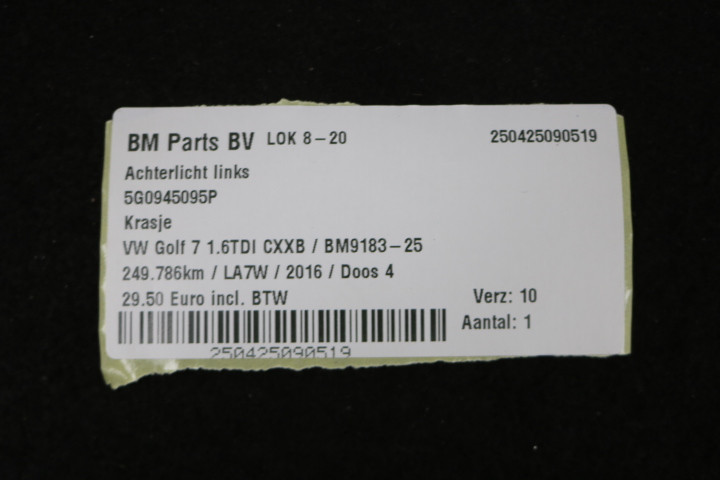 BM Parts BV LOK 8-20 250425090519
Achterlicht links
5G0945095P
Krasje
VW Golf 7 1.6TDI CXXB / BM9183-25
249.786km / LA7W / 2016 / Doos 4
29.50 Euro incl. BTW Verz: 10
Aantal: 1
250425090519